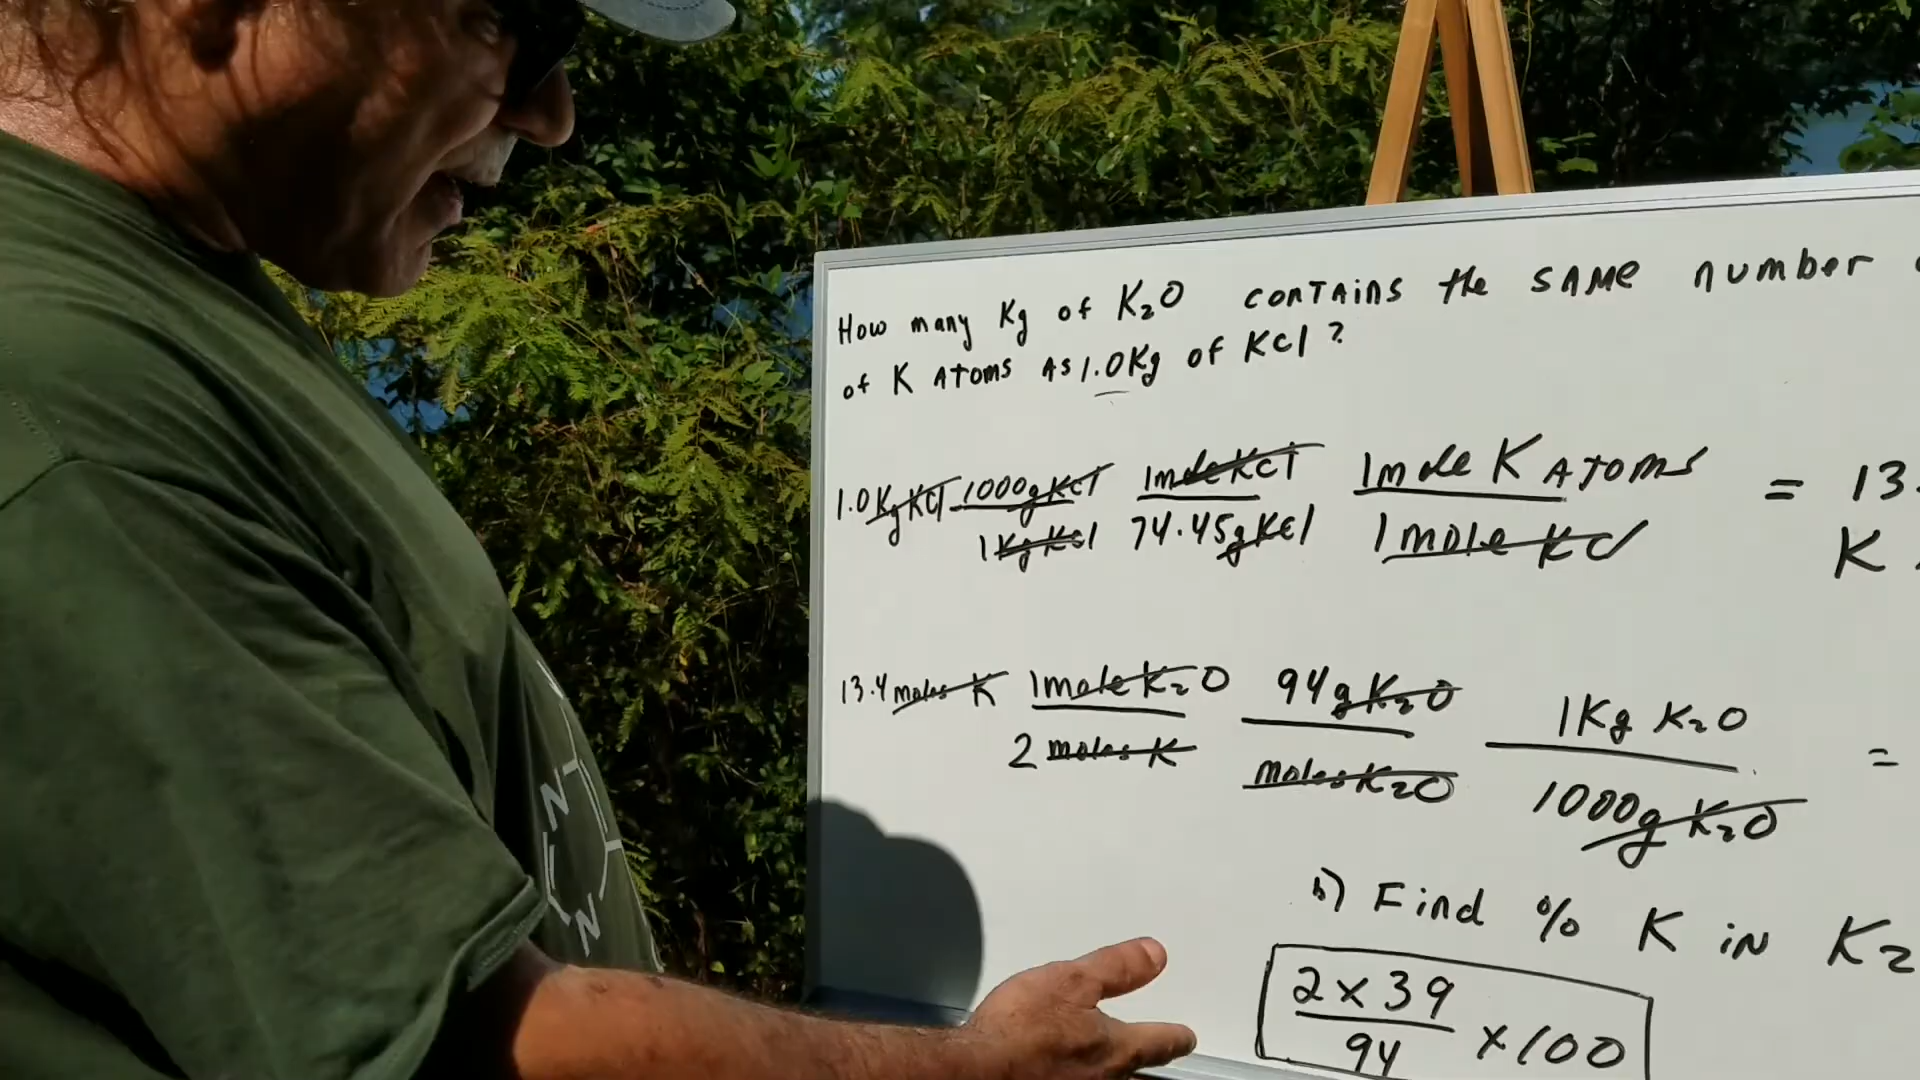 How many Kg of K₂O contains the same number
of K Atoms as 1.0Kg of KCl?
1.0 Kg KCl 1000g KCl 1mole KCl 1mole K Atoms = 13.
1Kg KCl 74.45g KCl 1mole KCl K
13.4 moles K 1mole K₂O 94g K₂O 1Kg K₂O =
2 moles K moles K₂O 1000g K₂O
b) Find % K in K₂
2 x 39
94 x 100
N
N